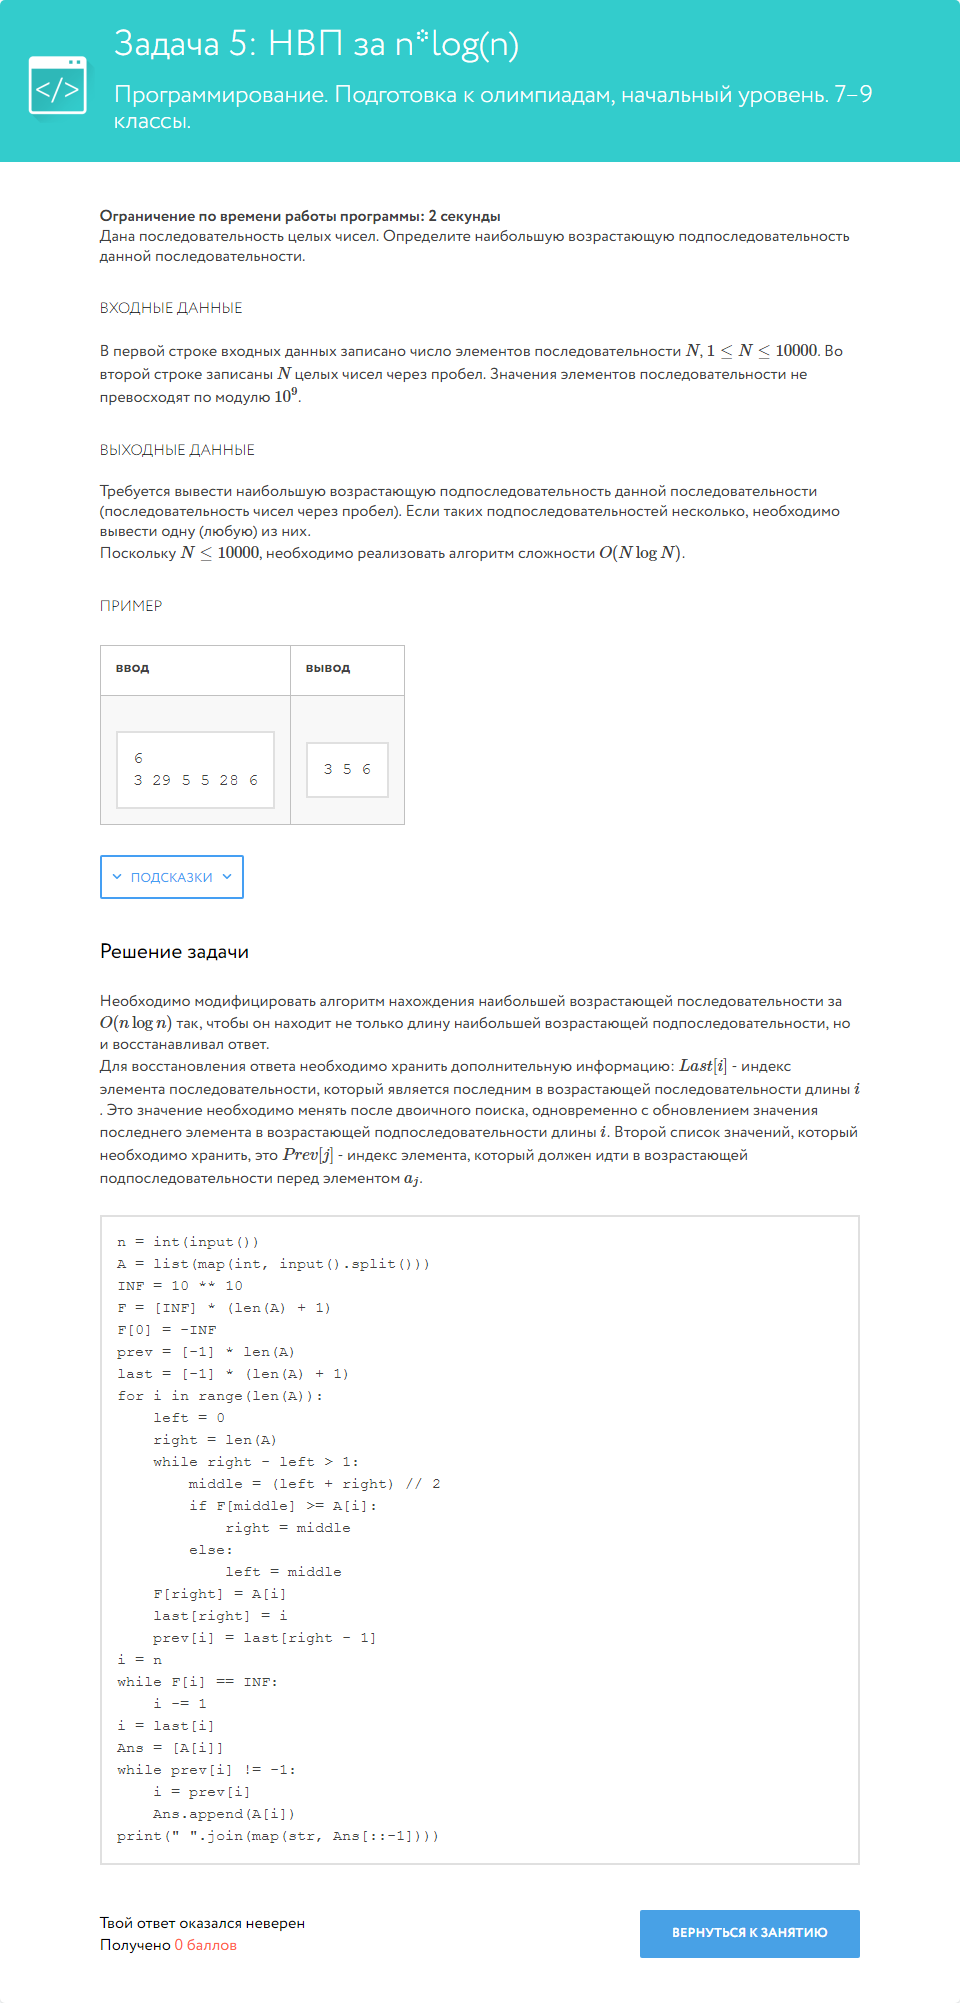 Задача 5: НВП за n*log(n)
</>
Программирование. Подготовка к олимпиадам, начальный уровень. 7–9
классы.
Ограничение по времени работы программы: 2 секунды
Дана последовательность целых чисел. Определите наибольшую возрастающую подпоследовательность
данной последовательности.
ВХОДНЫЕ ДАННЫЕ
В первой строке входных данных записано число элементов последовательности N, 1 ≤ N ≤ 10000. Во
второй строке записаны N целых чисел через пробел. Значения элементов последовательности не
превосходят по модулю 10⁹.
ВЫХОДНЫЕ ДАННЫЕ
Требуется вывести наибольшую возрастающую подпоследовательность данной последовательности
(последовательность чисел через пробел). Если таких подпоследовательностей несколько, необходимо
вывести одну (любую) из них.
Поскольку N ≤ 10000, необходимо реализовать алгоритм сложности O(N log N).
ПРИМЕР
ввод вывод
6
3 29 5 5 28 6
3 5 6
ПОДСКАЗКИ
Решение задачи
Необходимо модифицировать алгоритм нахождения наибольшей возрастающей последовательности за
O(n log n) так, чтобы он находит не только длину наибольшей возрастающей подпоследовательности, но
и восстанавливал ответ.
Для восстановления ответа необходимо хранить дополнительную информацию: Last[i] - индекс
элемента последовательности, который является последним в возрастающей последовательности длины i
. Это значение необходимо менять после двоичного поиска, одновременно с обновлением значения
последнего элемента в возрастающей подпоследовательности длины i. Второй список значений, который
необходимо хранить, это Prev[j] - индекс элемента, который должен идти в возрастающей
подпоследовательности перед элементом aⱼ.
n = int(input())
A = list(map(int, input().split()))
INF = 10 ** 10
F = [INF] * (len(A) + 1)
F[0] = -INF
prev = [-1] * len(A)
last = [-1] * (len(A) + 1)
for i in range(len(A)):
    left = 0
    right = len(A)
    while right - left > 1:
        middle = (left + right) // 2
        if F[middle] >= A[i]:
            right = middle
        else:
            left = middle
    F[right] = A[i]
    last[right] = i
    prev[i] = last[right - 1]
i = n
while F[i] == INF:
    i -= 1
i = last[i]
Ans = [A[i]]
while prev[i] != -1:
    i = prev[i]
    Ans.append(A[i])
print(" ".join(map(str, Ans[::-1])))
Твой ответ оказался неверен
Получено 0 баллов
ВЕРНУТЬСЯ К ЗАНЯТИЮ